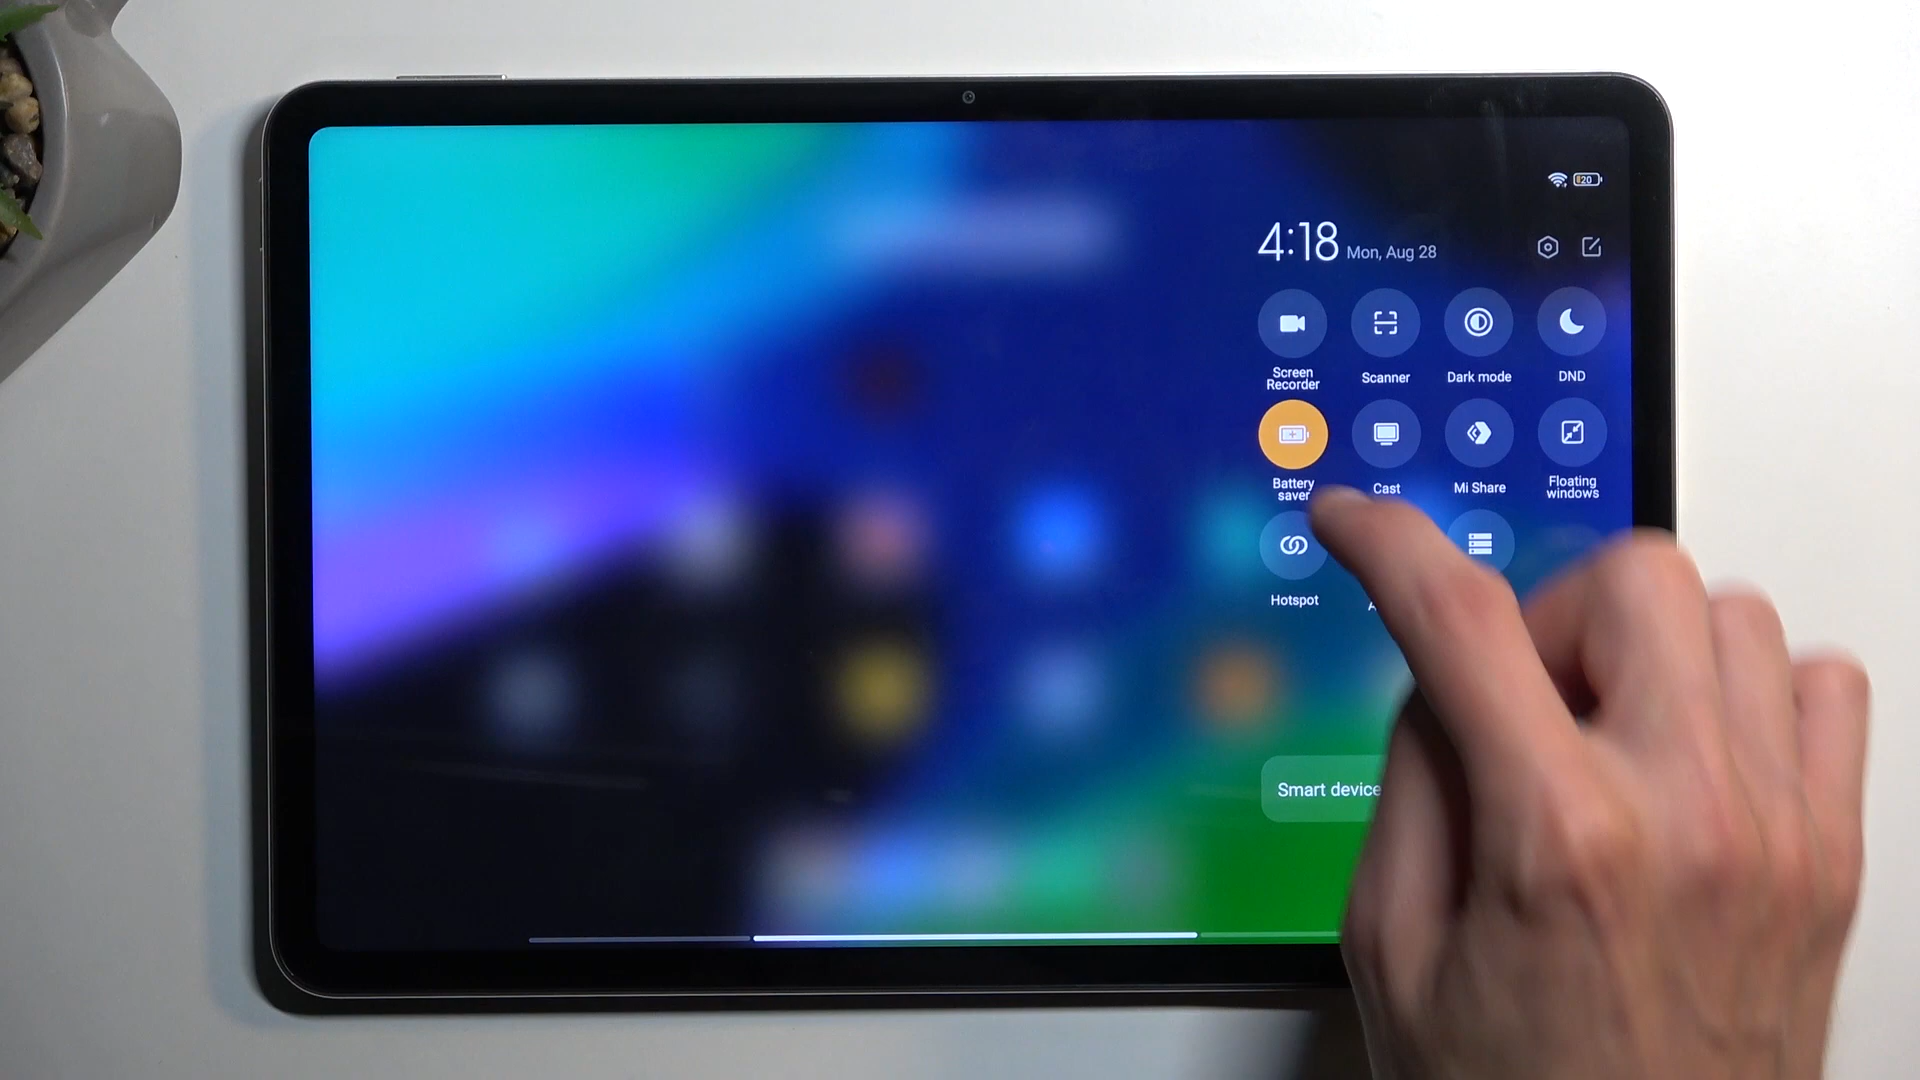 20
4:18 Mon, Aug 28
Screen
Recorder
Scanner
Dark mode
DND
Battery
saver
Cast
Mi Share
Floating
windows
Hotspot
Smart device